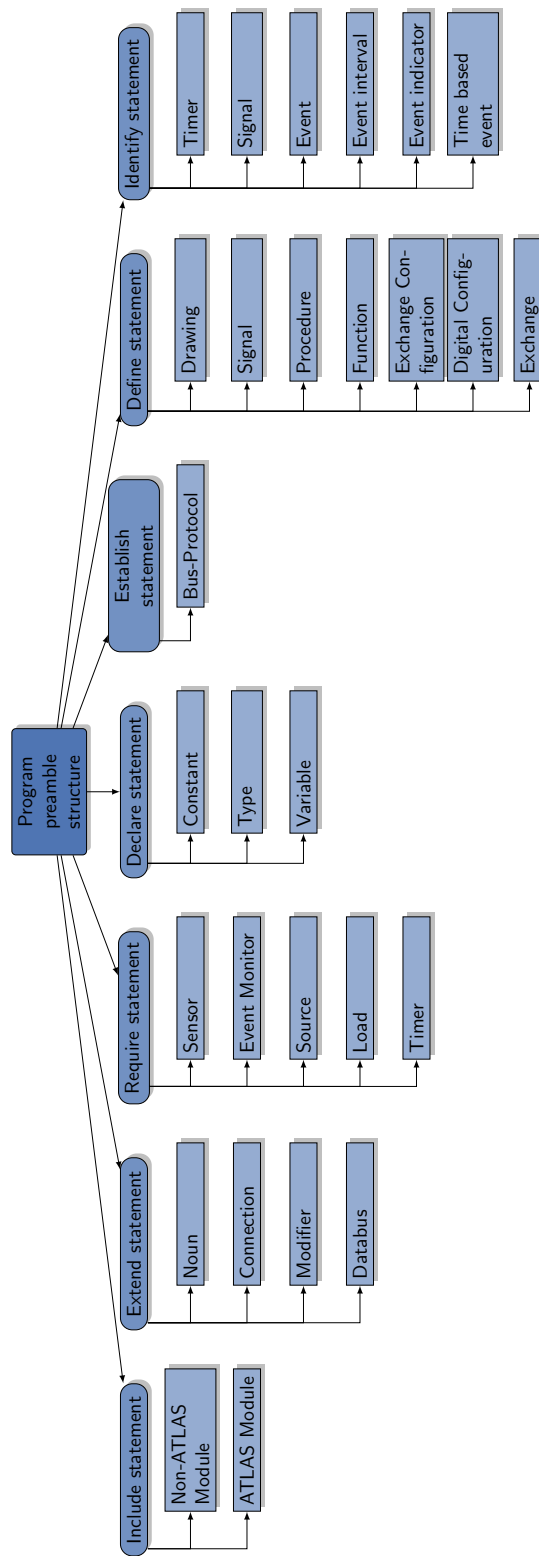 Program
preamble
structure
Include statement
Non-ATLAS
Module
ATLAS Module
Extend statement
Noun
Connection
Modifier
Databus
Require statement
Sensor
Event Monitor
Source
Load
Timer
Declare statement
Constant
Type
Variable
Establish
statement
Bus-Protocol
Define statement
Drawing
Signal
Procedure
Function
Exchange Con-
figuration
Digital Config-
uration
Exchange
Identify statement
Timer
Signal
Event
Event interval
Event indicator
Time based
event